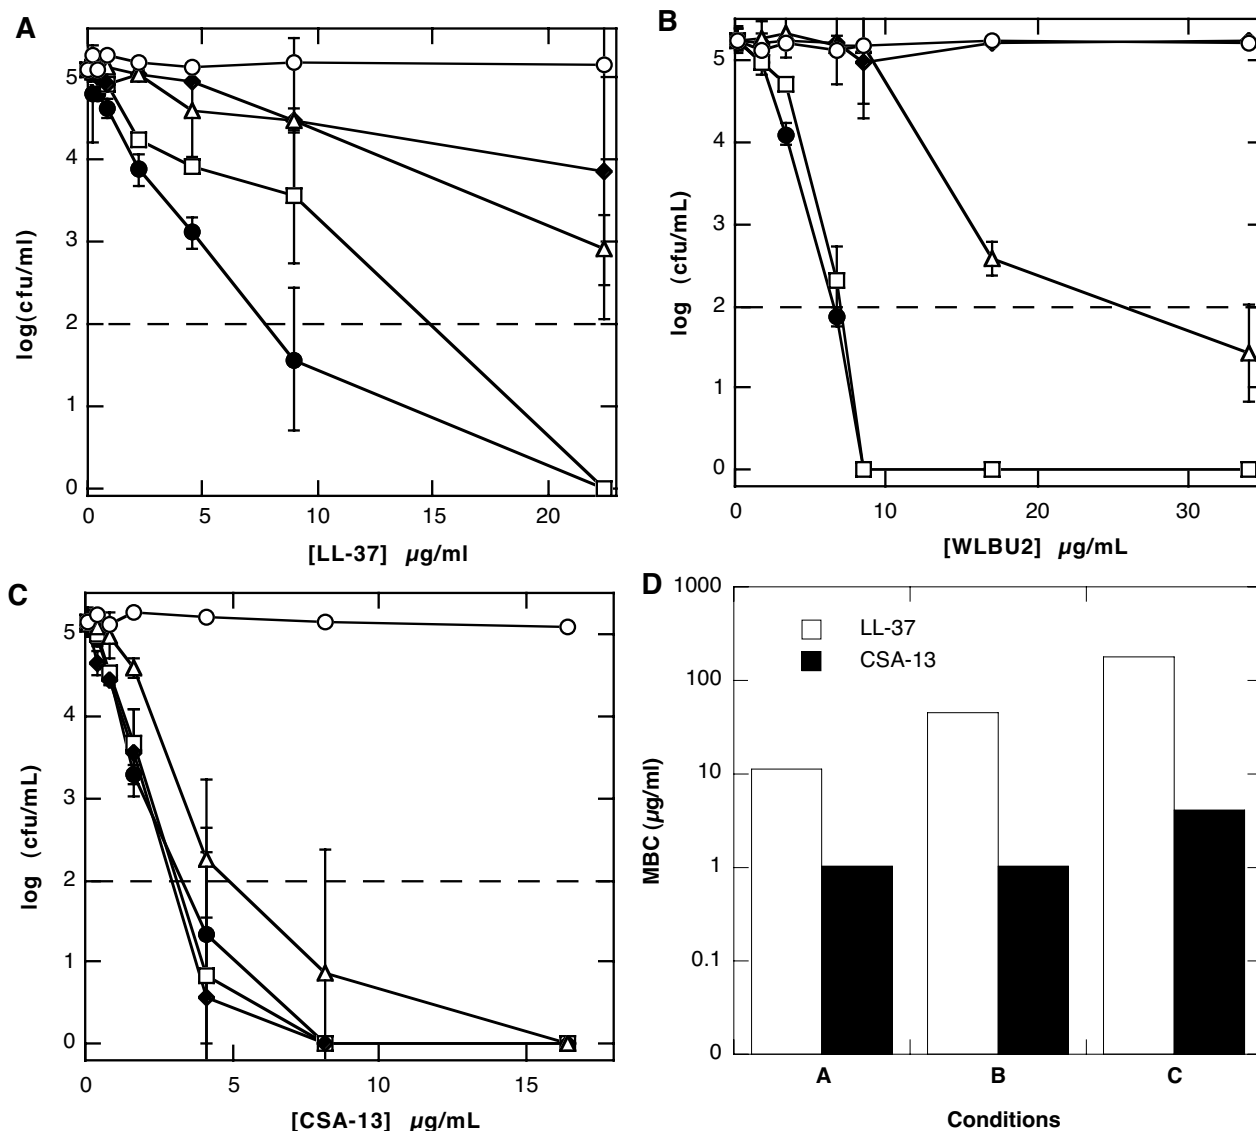 A
log(cfu/ml)
5
4
3
2
1
0
0 5 10 15 20
[LL-37] µg/ml
B
log (cfu/mL)
5
4
3
2
1
0
0 10 20 30
[WLBU2] µg/mL
C
log (cfu/mL)
5
4
3
2
1
0
0 5 10 15
[CSA-13] µg/mL
D
MBC (µg/ml)
1000
100
10
1
0.1
0
LL-37
CSA-13
A B C
Conditions